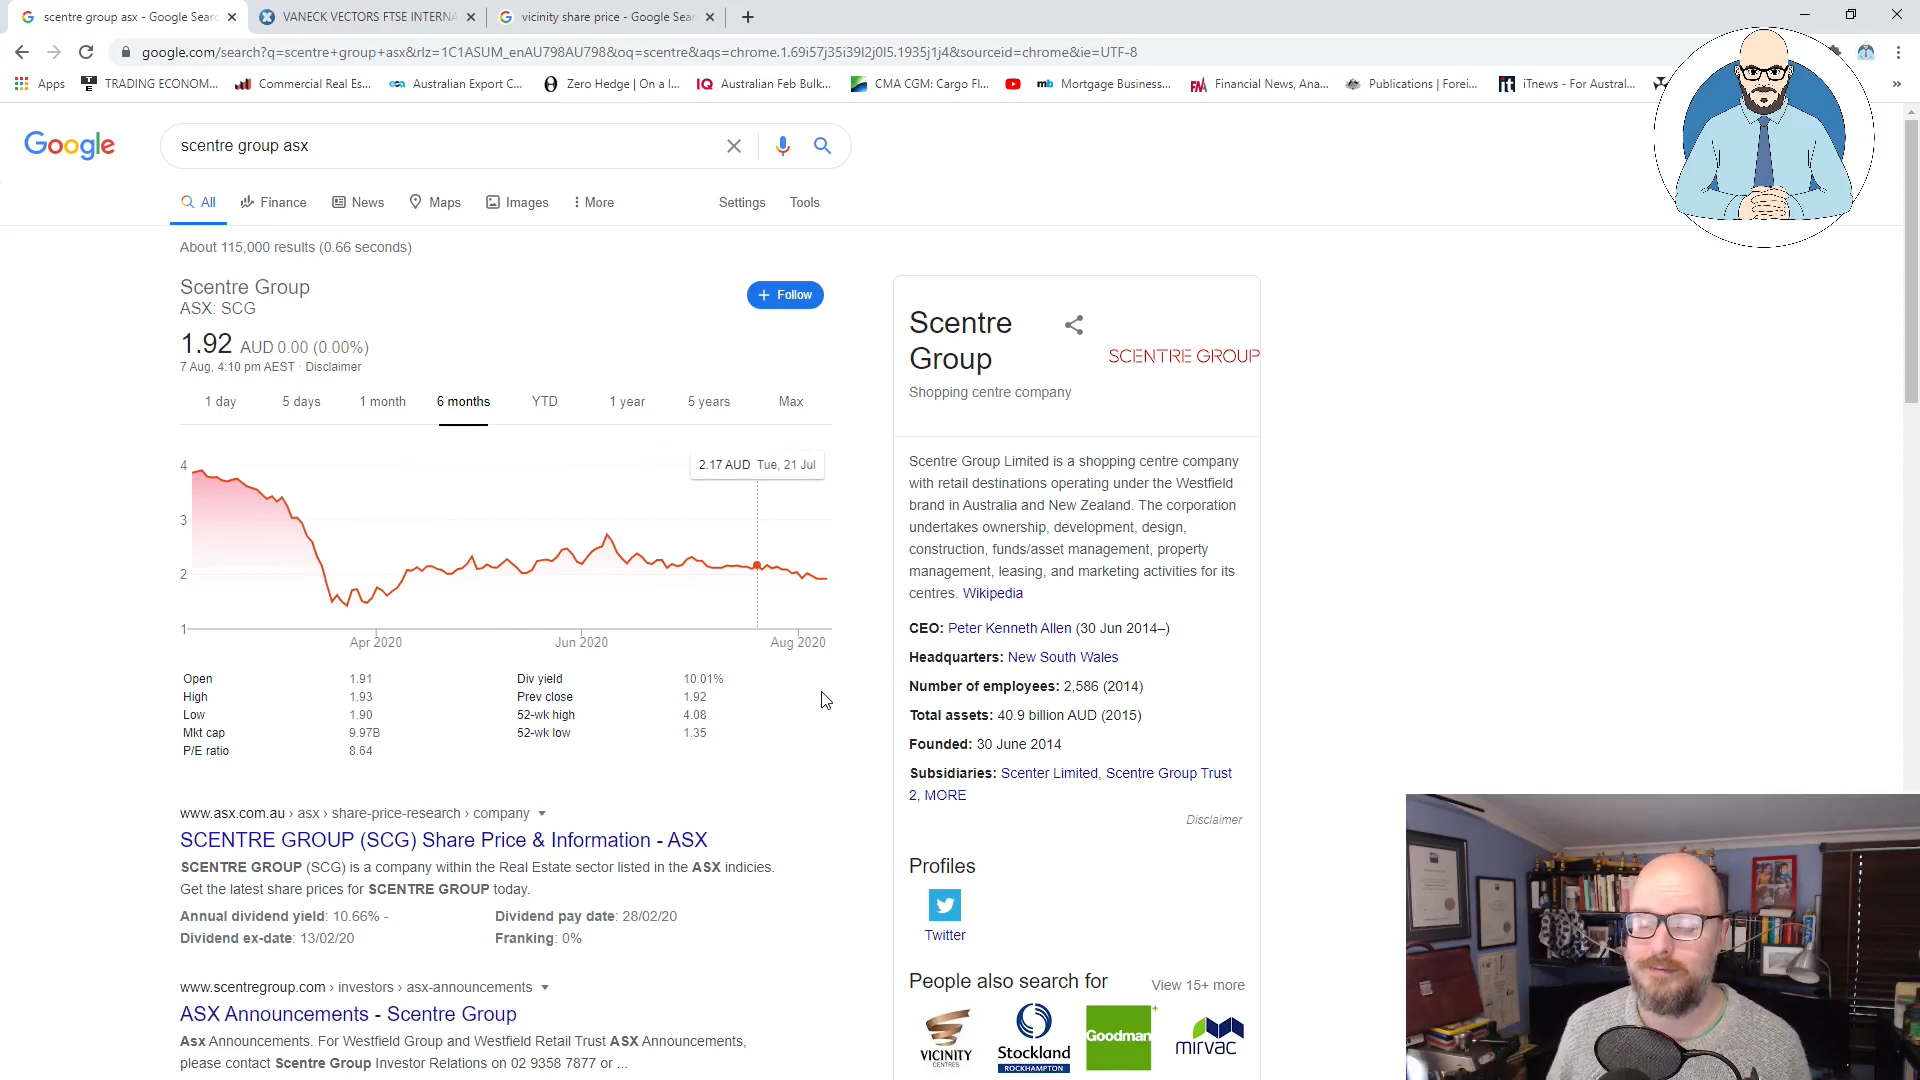 scentre group asx - Google Sear
VANECK VECTORS FTSE INTERNA
vicinity share price - Google Sea
google.com/search?q=scentre+group+asx&rlz=1C1ASUM_enAU798AU798&oq=scentre&aqs=chrome.1.69i57j35i39l2j0l5.1935j1j4&sourceid=chrome&ie=UTF-8
Apps
TRADING ECONOM...
Commercial Real Es...
Australian Export C...
Zero Hedge | On a l...
IQ Australian Feb Bulk...
CMA CGM: Cargo Fl...
mb Mortgage Business...
FM Financial News, Ana...
Publications | Forei...
it iTnews - For Austral...
Google
scentre group asx
All
Finance
News
Maps
Images
More
Settings
Tools
About 115,000 results (0.66 seconds)
Scentre Group
ASX: SCG
Follow
1.92 AUD 0.00 (0.00%)
7 Aug, 4:10 pm AEST · Disclaimer
1 day
5 days
1 month
6 months
YTD
1 year
5 years
Max
2.17 AUD Tue, 21 Jul
4
3
2
1
Apr 2020
Jun 2020
Aug 2020
Open 1.91 Div yield 10.01%
High 1.93 Prev close 1.92
Low 1.90 52-wk high 4.08
Mkt cap 9.97B 52-wk low 1.35
P/E ratio 8.64
www.asx.com.au › asx › share-price-research › company
SCENTRE GROUP (SCG) Share Price & Information - ASX
SCENTRE GROUP (SCG) is a company within the Real Estate sector listed in the ASX indicies.
Get the latest share prices for SCENTRE GROUP today.
Annual dividend yield: 10.66% - Dividend pay date: 28/02/20
Dividend ex-date: 13/02/20 Franking: 0%
www.scentregroup.com › investors › asx-announcements
ASX Announcements - Scentre Group
Asx Announcements. For Westfield Group and Westfield Retail Trust ASX Announcements,
please contact Scentre Group Investor Relations on 02 9358 7877 or ...
Scentre
Group
SCENTRE GROUP
Shopping centre company
Scentre Group Limited is a shopping centre company
with retail destinations operating under the Westfield
brand in Australia and New Zealand. The corporation
undertakes ownership, development, design,
construction, funds/asset management, property
management, leasing, and marketing activities for its
centres. Wikipedia
CEO: Peter Kenneth Allen (30 Jun 2014–)
Headquarters: New South Wales
Number of employees: 2,586 (2014)
Total assets: 40.9 billion AUD (2015)
Founded: 30 June 2014
Subsidiaries: Scenter Limited, Scentre Group Trust
2, MORE
Disclaimer
Profiles
Twitter
People also search for
View 15+ more
VICINITY
CENTRES
Stockland
ROCKHAMPTON
Goodman
mirvac